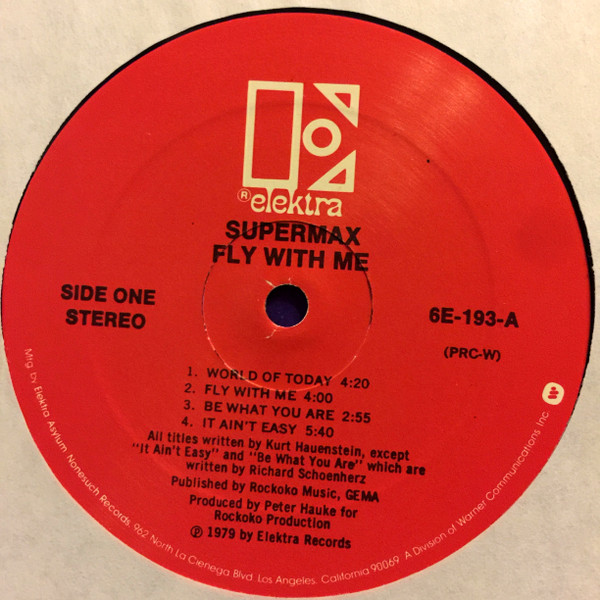 ® elektra
SUPERMAX
FLY WITH ME
SIDE ONE
STEREO
6E-193-A
(PRC-W)
1. WORLD OF TODAY 4:20
2. FLY WITH ME 4:00
3. BE WHAT YOU ARE 2:55
4. IT AIN'T EASY 5:40
All titles written by Kurt Hauenstein, except
"It Ain't Easy" and "Be What You Are" which are
written by Richard Schoenherz
Published by Rockoko Music, GEMA
Produced by Peter Hauke for
Rockoko Production
℗ 1979 by Elektra Records
Mfg. by Elektra Asylum Nonesuch Records, 962 North La Cienega Blvd. Los Angeles, California 90069 A Division of Warner Communications Inc.